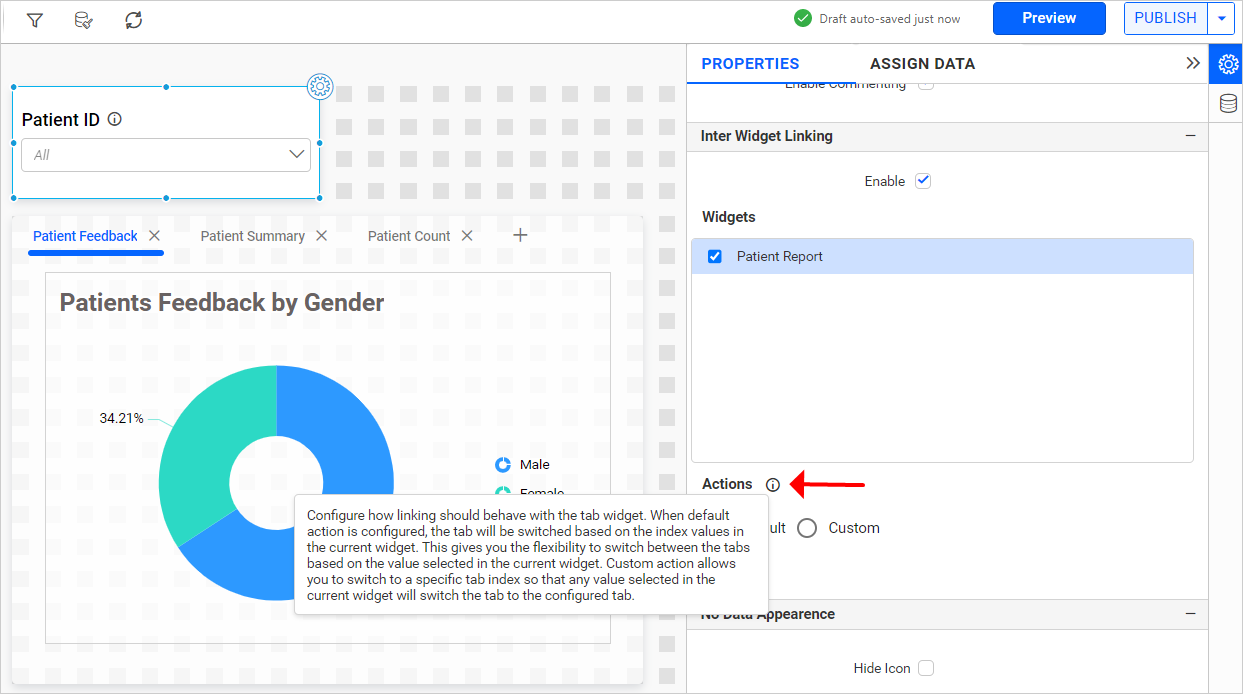 Draft auto-saved just now
Preview
PUBLISH
PROPERTIES
ASSIGN DATA
Enable Commenting
Inter Widget Linking
Enable
Widgets
Patient Report
Actions
ult
Custom
No Data Appearence
Hide Icon
Patient ID
All
Patient Feedback
Patient Summary
Patient Count
Patients Feedback by Gender
34.21%
Male
Female
Configure how linking should behave with the tab widget. When default
action is configured, the tab will be switched based on the index values in
the current widget. This gives you the flexibility to switch between the tabs
based on the value selected in the current widget. Custom action allows
you to switch to a specific tab index so that any value selected in the
current widget will switch the tab to the configured tab.